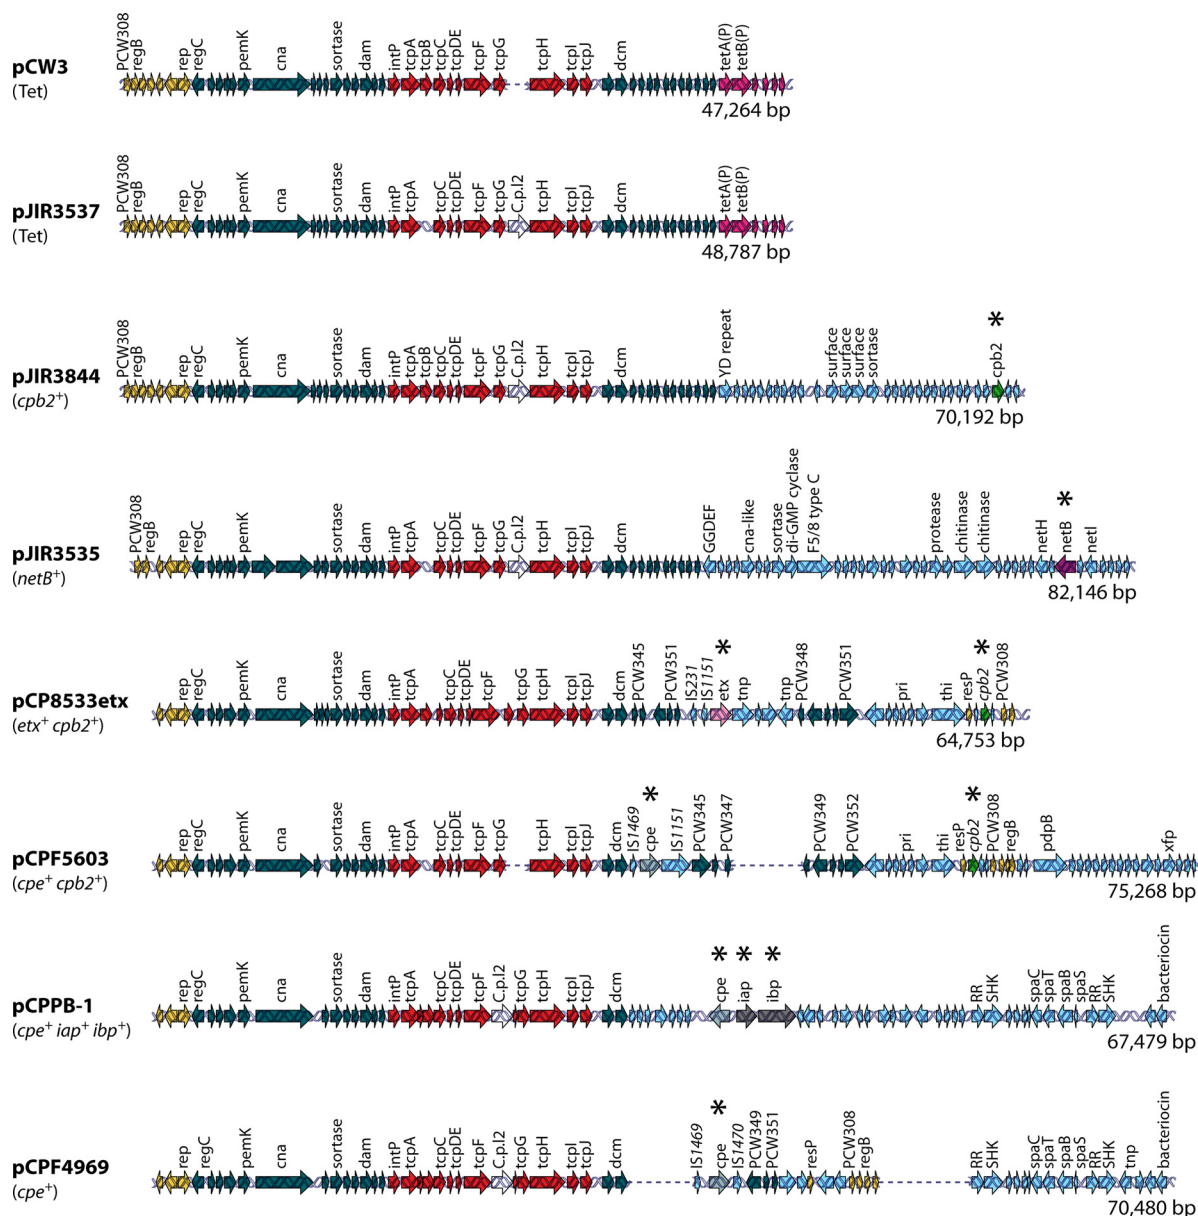 PCW308 regB rep regC pemK cna sortase dam intP tcpA tcpB tcpC tcpDE tcpF tcpG tcpH tcpI tcpJ dcm tetA(P) tetB(P)
pCW3
(Tet)
47,264 bp
PCW308 regB rep regC pemK cna sortase dam intP tcpA tcpC tcpDE tcpF tcpG C.p.I2 tcpH tcpI tcpJ dcm tetA(P) tetB(P)
pJIR3537
(Tet)
48,787 bp
PCW308 regB rep regC pemK cna sortase dam intP tcpA tcpB tcpC tcpDE tcpF tcpG C.p.I2 tcpH tcpI tcpJ dcm YD repeat surface surface surface sortase cpb2 *
pJIR3844
(cpb2+)
70,192 bp
PCW308 regB rep regC pemK sortase dam intP tcpA tcpC tcpDE tcpF tcpG C.p.I2 tcpH tcpI tcpJ dcm GGDEF cna-like sortase di-GMP cyclase F5/8 type C protease chitinase chitinase netH netB * netI
pJIR3535
(netB+)
82,146 bp
rep regC pemK cna sortase dam intP tcpA tcpC tcpDE tcpF tcpG tcpH tcpI tcpJ dcm PCW345 PCW351 IS231 IS1151 etx * tnp tnp PCW348 PCW351 pri thi resP cpb2 * PCW308
pCP8533etx
(etx+ cpb2+)
64,753 bp
rep regC pemK cna sortase dam intP tcpA tcpC tcpDE tcpF tcpG tcpH tcpI tcpJ dcm IS1469 cpe * IS1151 PCW345 PCW347 PCW349 PCW352 pri thi resP cpb2 * PCW308 regB pdpB xfp
pCPF5603
(cpe+ cpb2+)
75,268 bp
rep regC pemK cna sortase dam intP tcpA tcpC tcpDE tcpF C.p.I2 tcpG tcpH tcpI tcpJ dcm cpe * iap * ibp * RR SHK spaC spaT spaB spaS RR SHK bacteriocin
pCPPB-1
(cpe+ iap+ ibp+)
67,479 bp
rep regC pemK cna sortase dam intP tcpA tcpC tcpDE tcpF C.p.I2 tcpG tcpH tcpI tcpJ dcm IS1469 cpe * IS1470 PCW349 PCW351 resP PCW308 regB RR SHK spaC spaT spaB spaS RR SHK tnp bacteriocin
pCPF4969
(cpe+)
70,480 bp